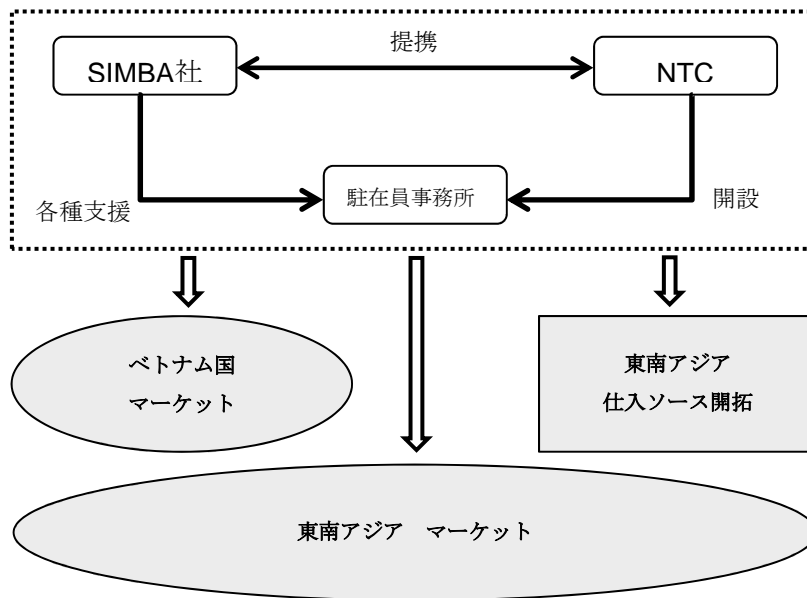 提携
SIMBA社
NTC
駐在員事務所
各種支援
開設
ベトナム国
マーケット
東南アジア
仕入ソース開拓
東南アジア　マーケット